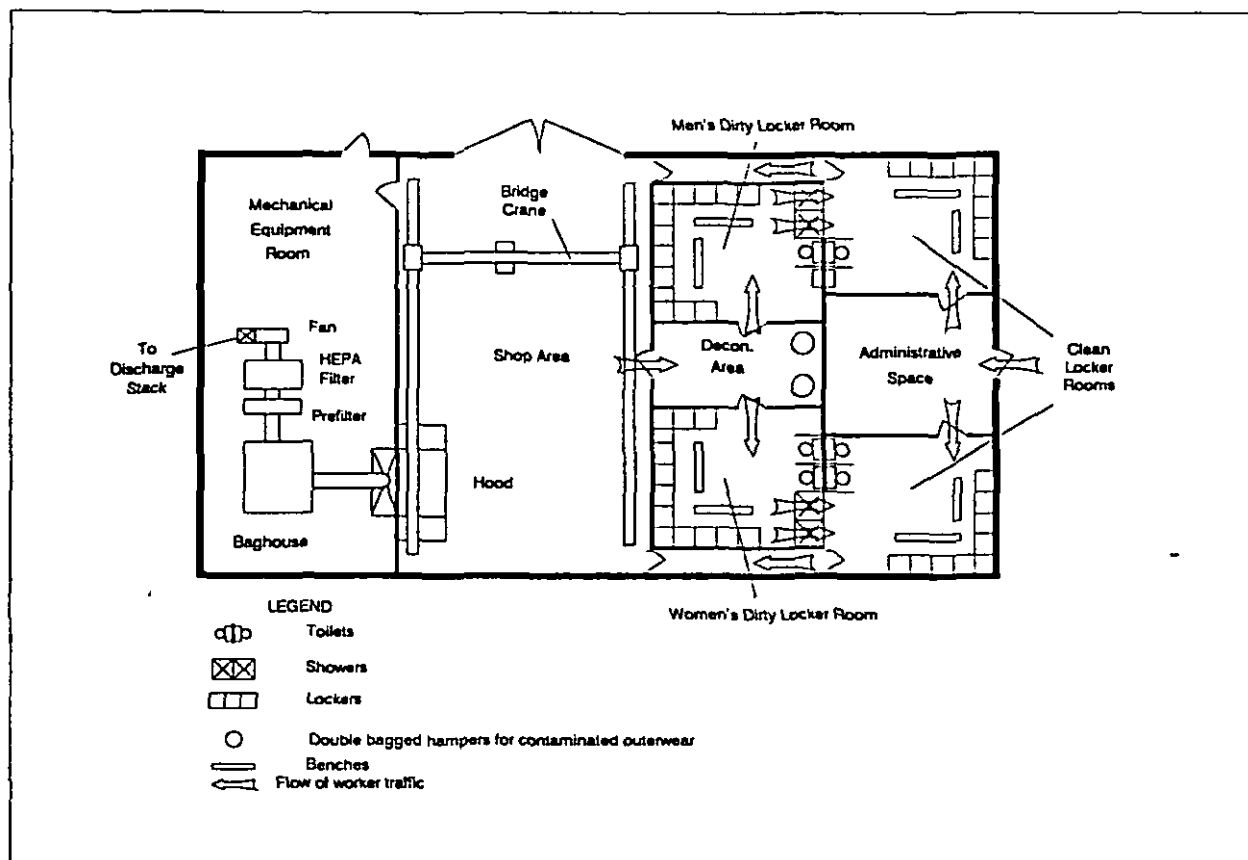 Men's Dirty Locker Room
Mechanical
Equipment
Room
Bridge
Crane
To
Discharge
Stack
Fan
HEPA
Filter
Prefilter
Baghouse
Hood
Shop Area
Decon.
Area
Administrative
Space
Clean
Locker
Rooms
Women's Dirty Locker Room
LEGEND
Toilets
Showers
Lockers
Double bagged hampers for contaminated outerwear
Benches
Flow of worker traffic